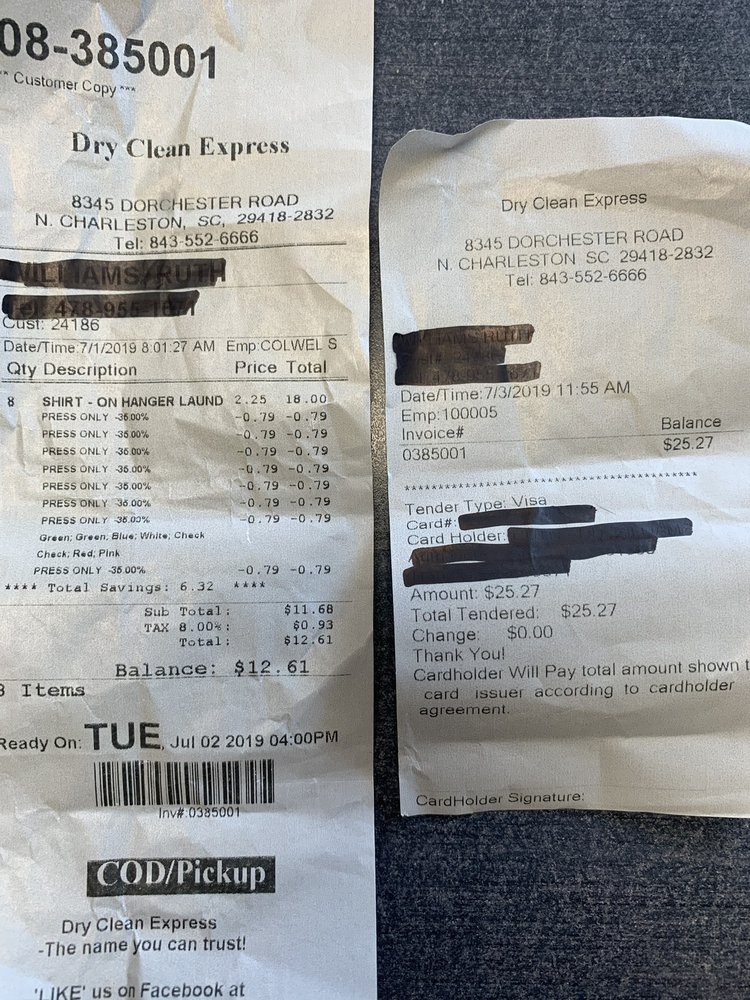 08-385001
** Customer Copy ***
Dry Clean Express
8345 DORCHESTER ROAD
N. CHARLESTON, SC, 29418-2832
Tel: 843-552-6666
Cust: 24186
Date/Time:7/1/2019 8:01:27 AM Emp:COLWEL S
Qty Description Price Total
8 SHIRT - ON HANGER LAUND 2.25 18.00
PRESS ONLY -35.00% -0.79 -0.79
PRESS ONLY -35.00% -0.79 -0.79
PRESS ONLY -35.00% -0.79 -0.79
PRESS ONLY -35.00% -0.79 -0.79
PRESS ONLY -35.00% -0.79 -0.79
PRESS ONLY -35.00% -0.79 -0.79
PRESS ONLY -35.00% -0.79 -0.79
Green; Green; Blue; White; Check
Check; Red; Pink
PRESS ONLY -35.00% -0.79 -0.79
**** Total Savings: 6.32 ****
Sub Total: $11.68
TAX 8.00%: $0.93
Total: $12.61
Balance: $12.61
8 Items
Ready On: TUE, Jul 02 2019 04:00PM
Inv#:0385001
COD/Pickup
Dry Clean Express
-The name you can trust!
'LIKE' us on Facebook at
Dry Clean Express
8345 DORCHESTER ROAD
N. CHARLESTON SC 29418-2832
Tel: 843-552-6666
Date/Time:7/3/2019 11:55 AM
Emp:100005
Invoice# Balance
0385001 $25.27
Tender Type: Visa
Card#:
Card Holder:
Amount: $25.27
Total Tendered: $25.27
Change: $0.00
Thank You!
Cardholder Will Pay total amount shown t
card issuer according to cardholder
agreement.
CardHolder Signature: